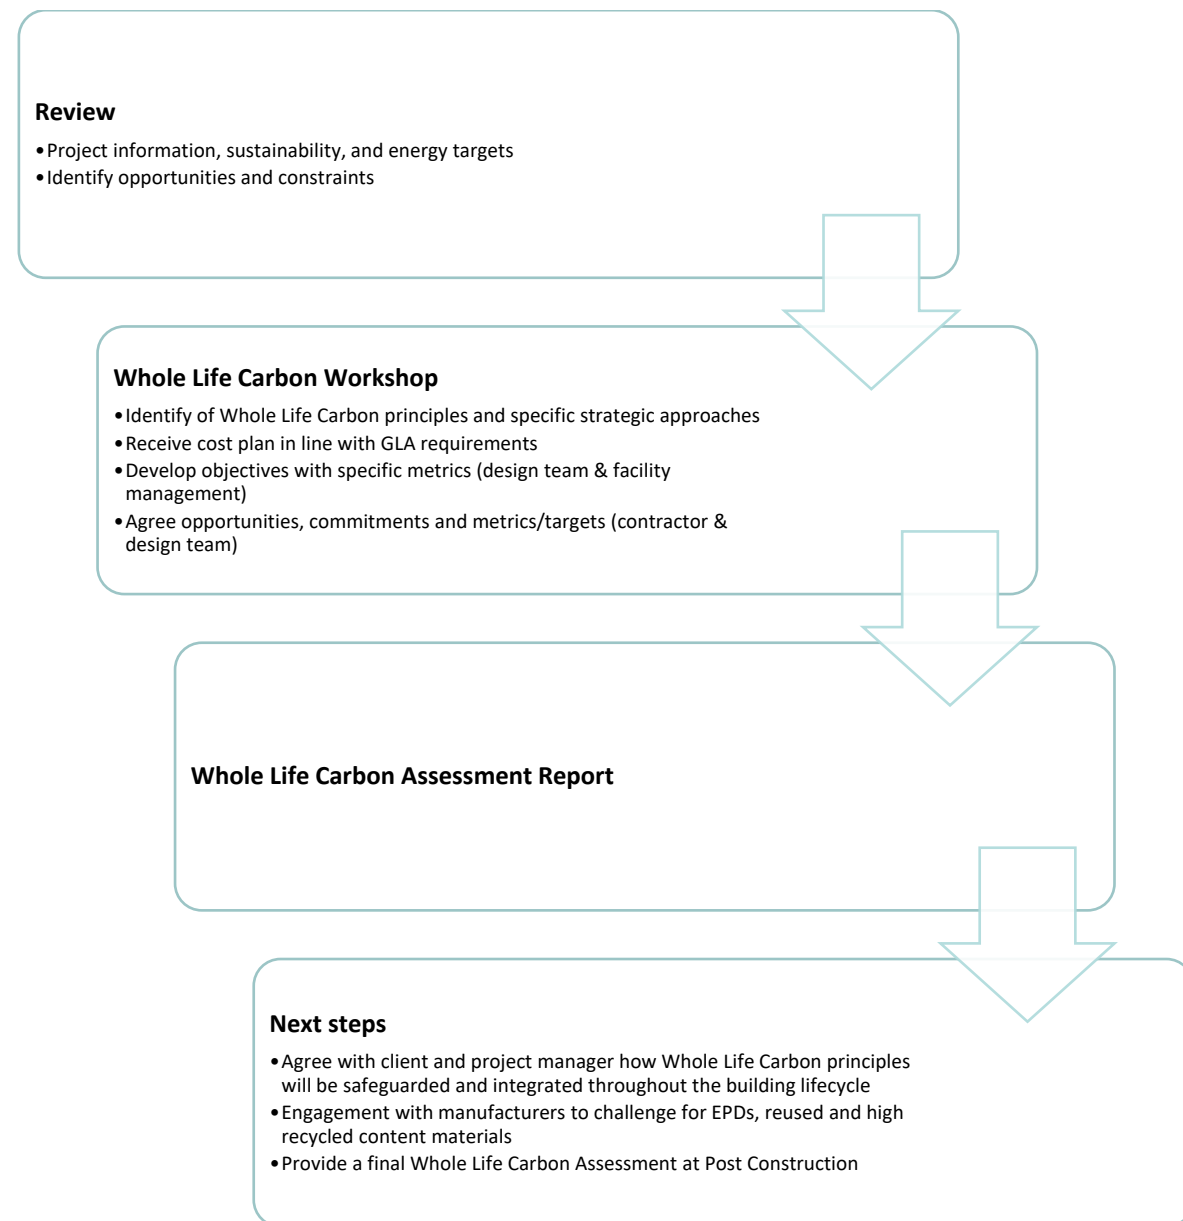 Review
•Project information, sustainability, and energy targets
•Identify opportunities and constraints
Whole Life Carbon Workshop
•Identify of Whole Life Carbon principles and specific strategic approaches
•Receive cost plan in line with GLA requirements
•Develop objectives with specific metrics (design team & facility
management)
•Agree opportunities, commitments and metrics/targets (contractor &
design team)
Whole Life Carbon Assessment Report
Next steps
•Agree with client and project manager how Whole Life Carbon principles
will be safeguarded and integrated throughout the building lifecycle
•Engagement with manufacturers to challenge for EPDs, reused and high
recycled content materials
•Provide a final Whole Life Carbon Assessment at Post Construction